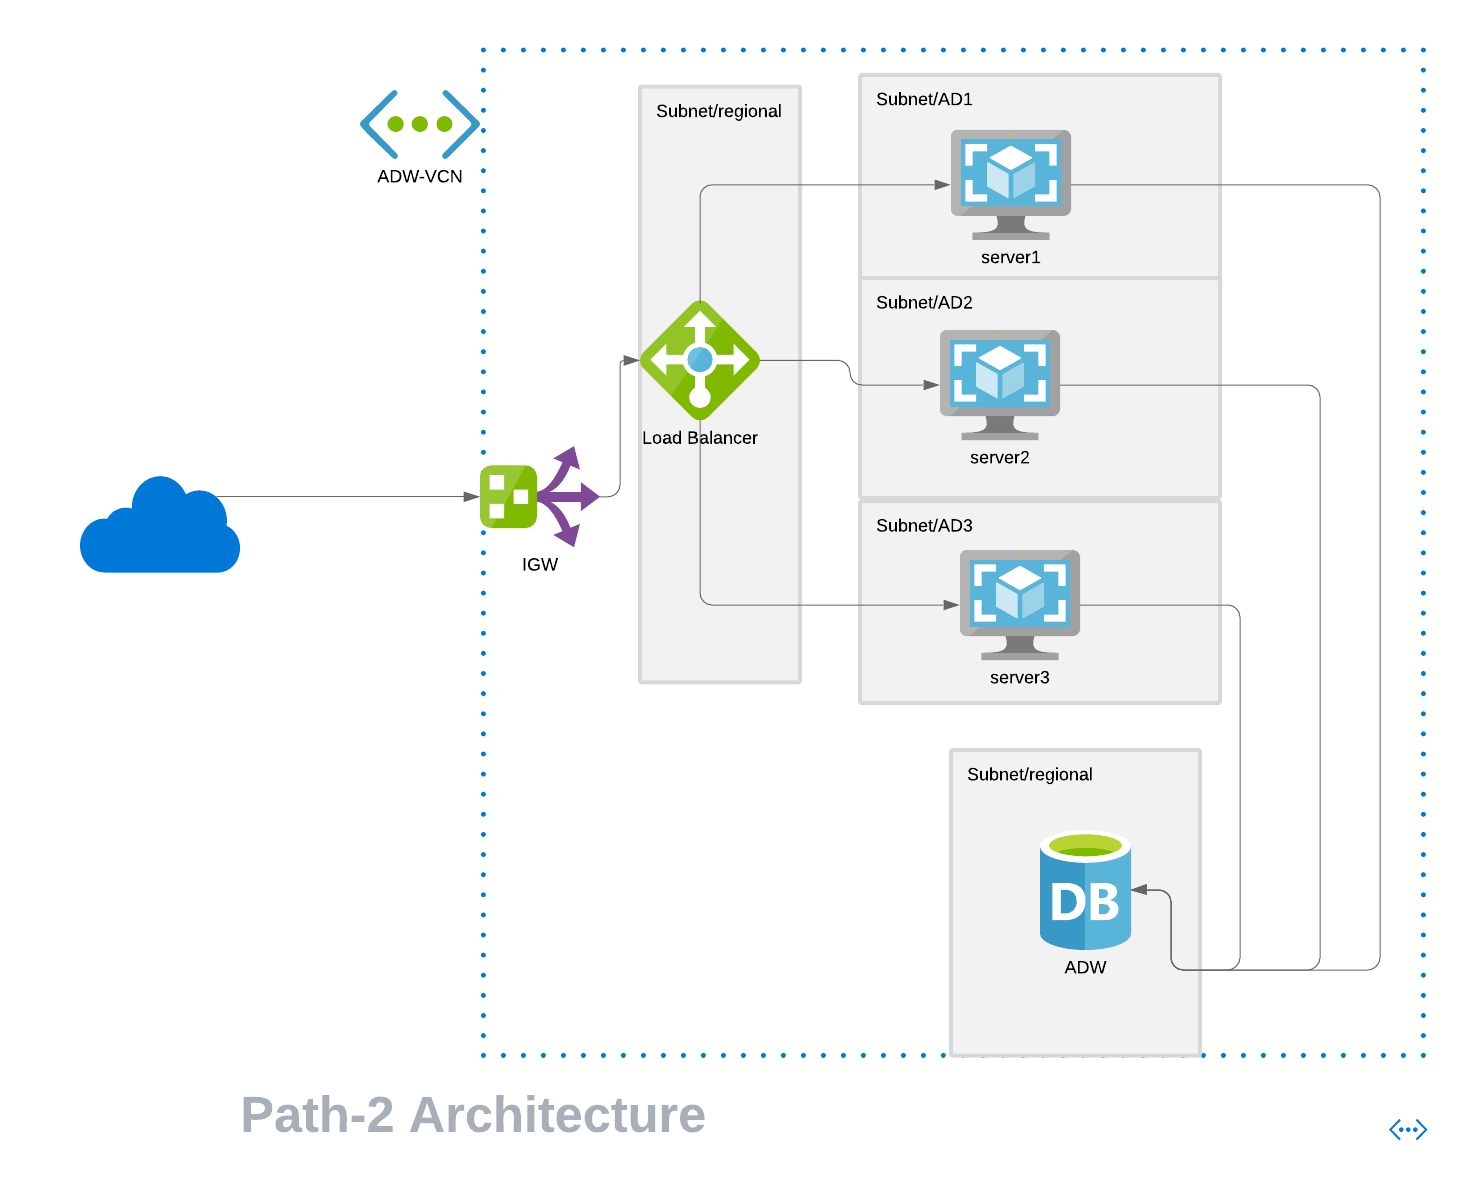 ADW-VCN
Subnet/regional
Subnet/AD1
server1
Subnet/AD2
server2
Load Balancer
IGW
Subnet/AD3
server3
Subnet/regional
DB
ADW
Path-2 Architecture